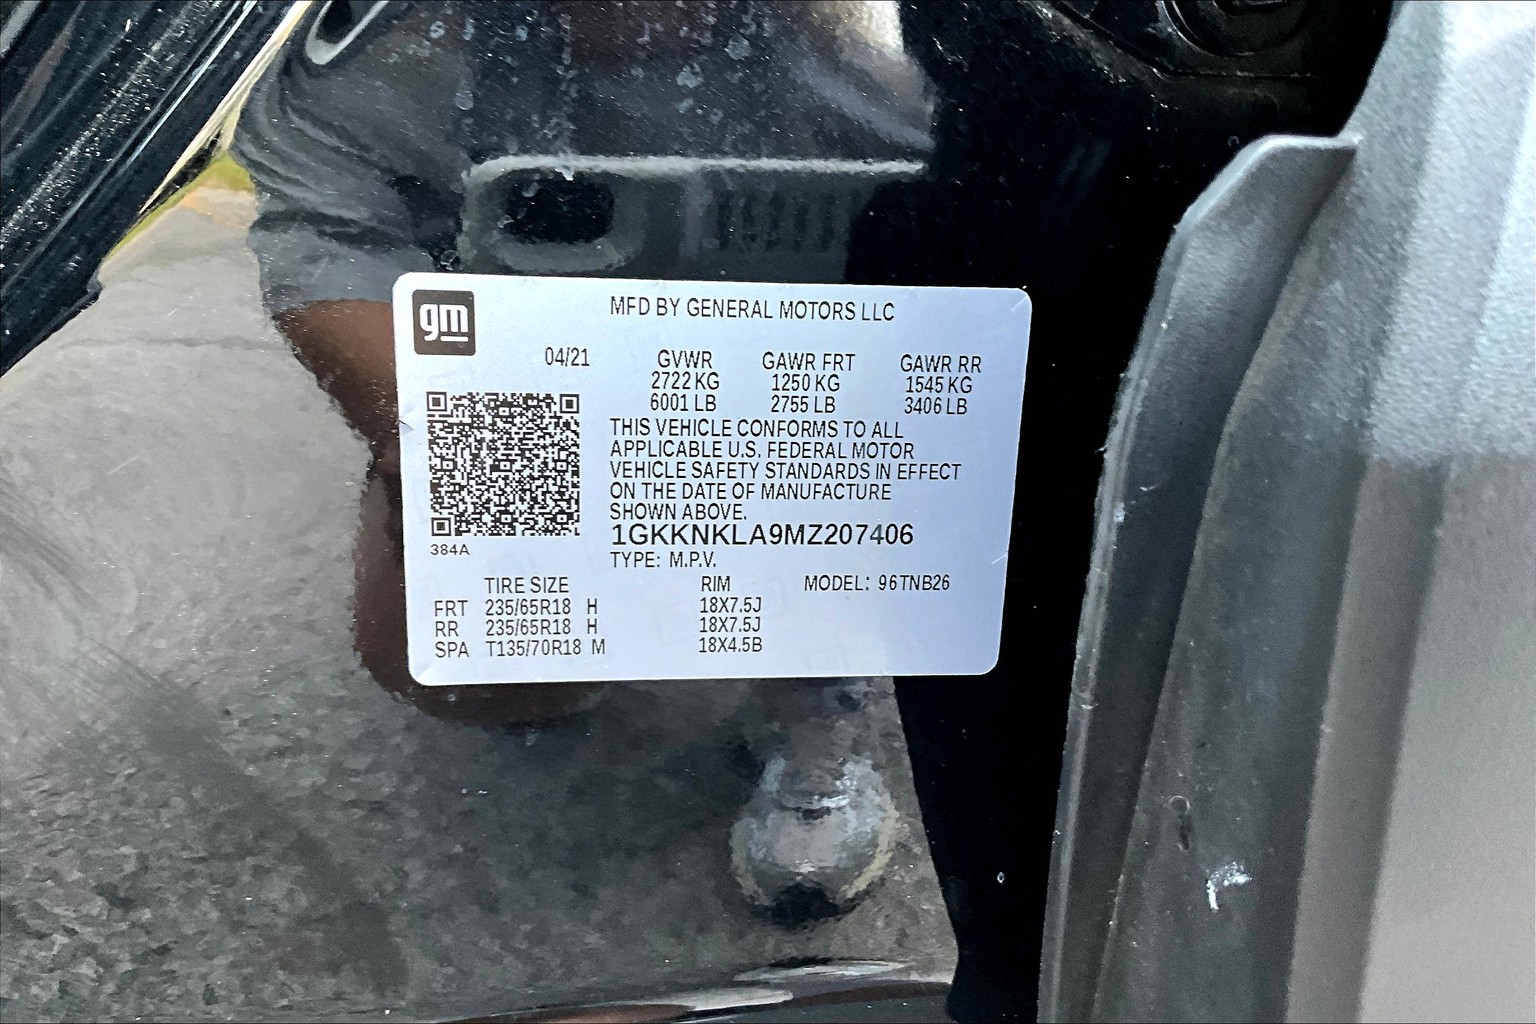 gm
MFD BY GENERAL MOTORS LLC
04/21 GVWR GAWR FRT GAWR RR
2722 KG 1250 KG 1545 KG
6001 LB 2755 LB 3406 LB
THIS VEHICLE CONFORMS TO ALL
APPLICABLE U.S. FEDERAL MOTOR
VEHICLE SAFETY STANDARDS IN EFFECT
ON THE DATE OF MANUFACTURE
SHOWN ABOVE.
1GKKNKLA9MZ207406
384A
TYPE: M.P.V.
TIRE SIZE RIM MODEL: 96TNB26
FRT 235/65R18 H 18X7.5J
RR 235/65R18 H 18X7.5J
SPA T135/70R18 M 18X4.5B